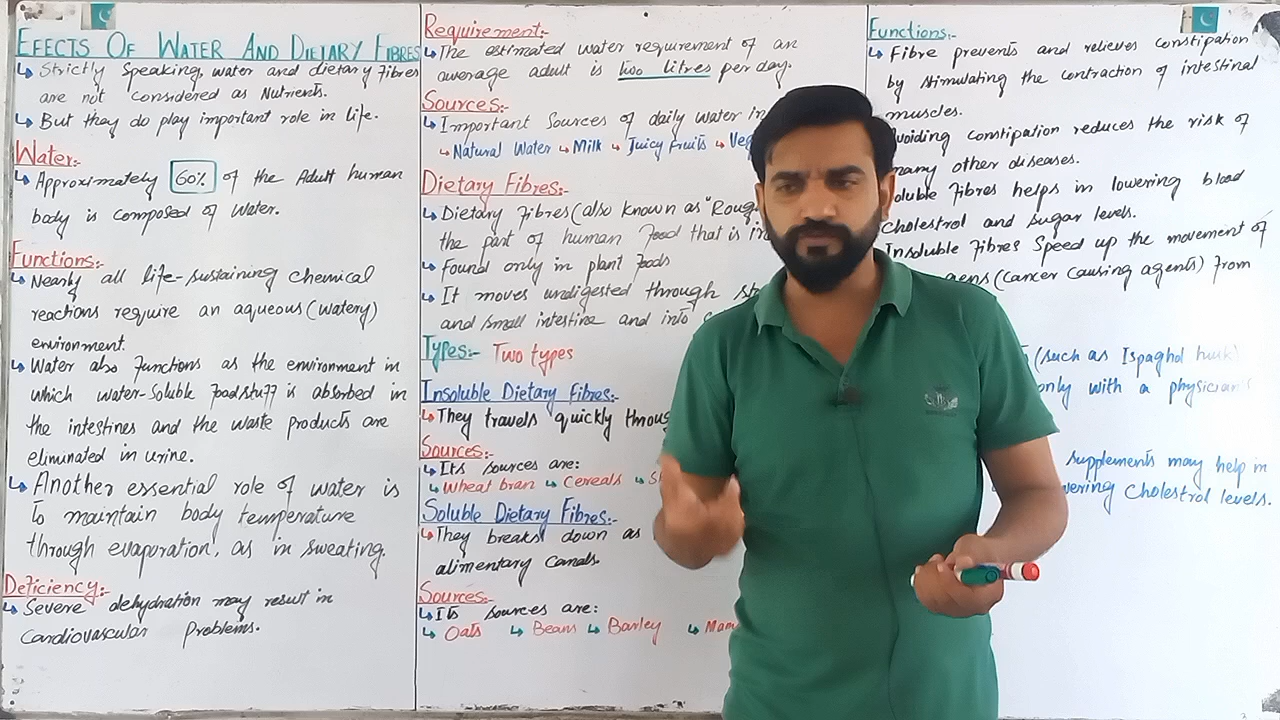 EFECTS OF WATER AND DIETARY FIBRES
↳ Strictly Speaking, water and dietary fibres
are not considered as Nutrients.
↳ But they do play important role in life.
Water:-
↳ Approximately 60% of the Adult human
body is composed of water.
Functions:-
↳ Nearly all life-sustaining chemical
reactions require an aqueous (watery)
environment.
↳ Water also functions as the environment in
which water-Soluble foodstuff is absorbed in
the intestines and the waste products are
eliminated in urine.
↳ Another essential role of water is
to maintain body temperature
through evaporation, as in sweating.
Deficiency:-
↳ Severe dehydration may result in
Cardiovascular Problems.
Requirement:-
↳ The estimated water requirement of an
average adult is two litres per day.
Sources:-
↳ Important Sources of daily water
↳ Natural Water ↳ Milk ↳ Juicy fruits
Dietary Fibres:-
↳ Dietary fibres (also known as
the part of human food that is
↳ Found only in plant foods
↳ It moves undigested through
and small intestine and into
Types:- Two types
Insoluble Dietary Fibres:-
↳ They travels quickly
Sources:-
↳ Its sources are:
↳ Wheat bran ↳ Cereals
Soluble Dietary Fibres:-
↳ They breaks down as
alimentary Canals.
Sources:-
↳ Its sources are:
↳ Oats ↳ Beans ↳ Barley
Functions:-
↳ Fibre prevents and relieves constipation
by stimulating the contraction of intestinal
muscles.
voiding constipation reduces the risk of
many other diseases.
oluble fibres helps in lowering blood
Cholestrol and sugar levels.
Insoluble Fibres Speed up the movement of
gens (cancer causing agents) from
(such as Ispaghol husk)
only with a physicians
supplements may help in
Cholestrol levels.